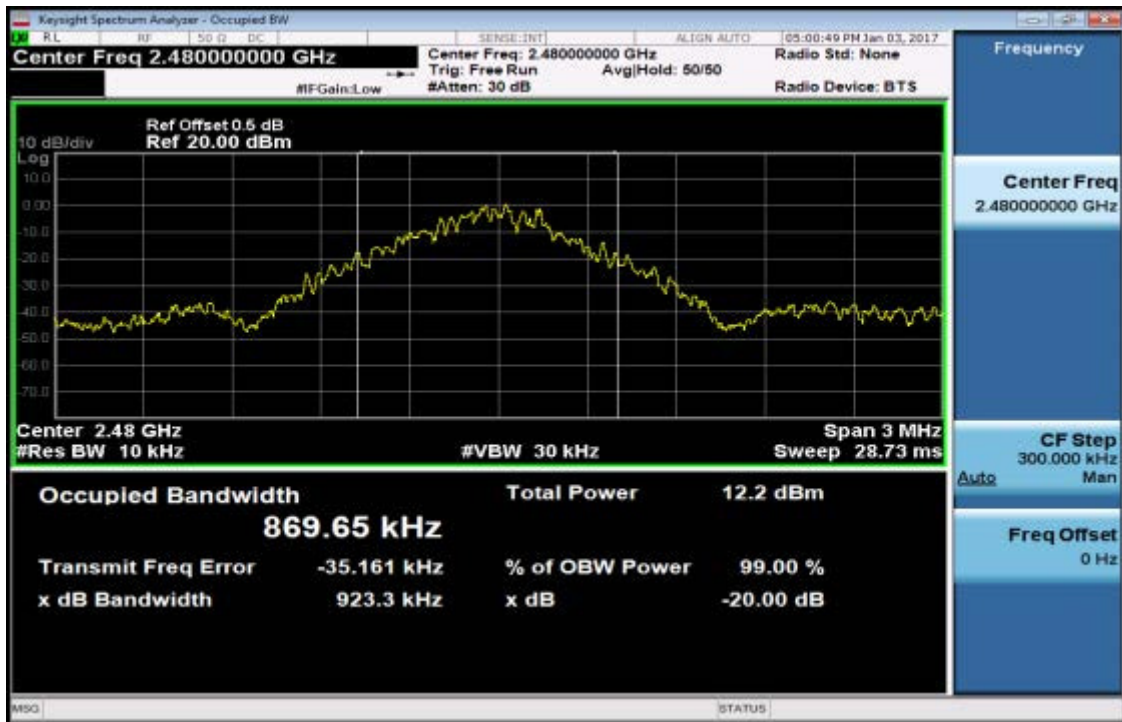 Keysight Spectrum Analyzer - Occupied BW
RL RF 50 Ω DC SENSE:INT ALIGN AUTO 05:00:49 PM Jan 03, 2017
Center Freq 2.480000000 GHz
Center Freq: 2.480000000 GHz Radio Std: None
Trig: Free Run Avg|Hold: 50/50
#IFGain:Low #Atten: 30 dB Radio Device: BTS
Ref Offset 0.5 dB
10 dB/div Ref 20.00 dBm
Log
10.0
0.00
-10.0
-20.0
-30.0
-40.0
-50.0
-60.0
-70.0
Center 2.48 GHz Span 3 MHz
#Res BW 10 kHz #VBW 30 kHz Sweep 28.73 ms
Occupied Bandwidth Total Power 12.2 dBm
869.65 kHz
Transmit Freq Error -35.161 kHz % of OBW Power 99.00 %
x dB Bandwidth 923.3 kHz x dB -20.00 dB
MSG STATUS
Frequency
Center Freq
2.480000000 GHz
CF Step
300.000 kHz
Auto Man
Freq Offset
0 Hz